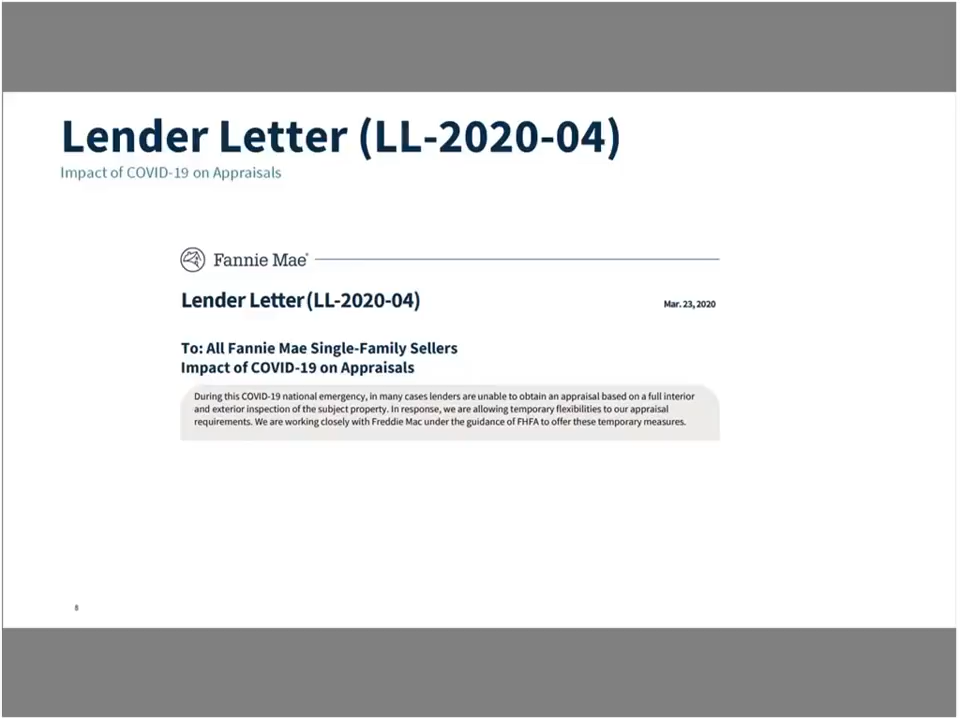 Lender Letter (LL-2020-04)
Impact of COVID-19 on Appraisals
Fannie Mae®
Lender Letter (LL-2020-04)
Mar. 23, 2020
To: All Fannie Mae Single-Family Sellers
Impact of COVID-19 on Appraisals
During this COVID-19 national emergency, in many cases lenders are unable to obtain an appraisal based on a full interior
and exterior inspection of the subject property. In response, we are allowing temporary flexibilities to our appraisal
requirements. We are working closely with Freddie Mac under the guidance of FHFA to offer these temporary measures.
8